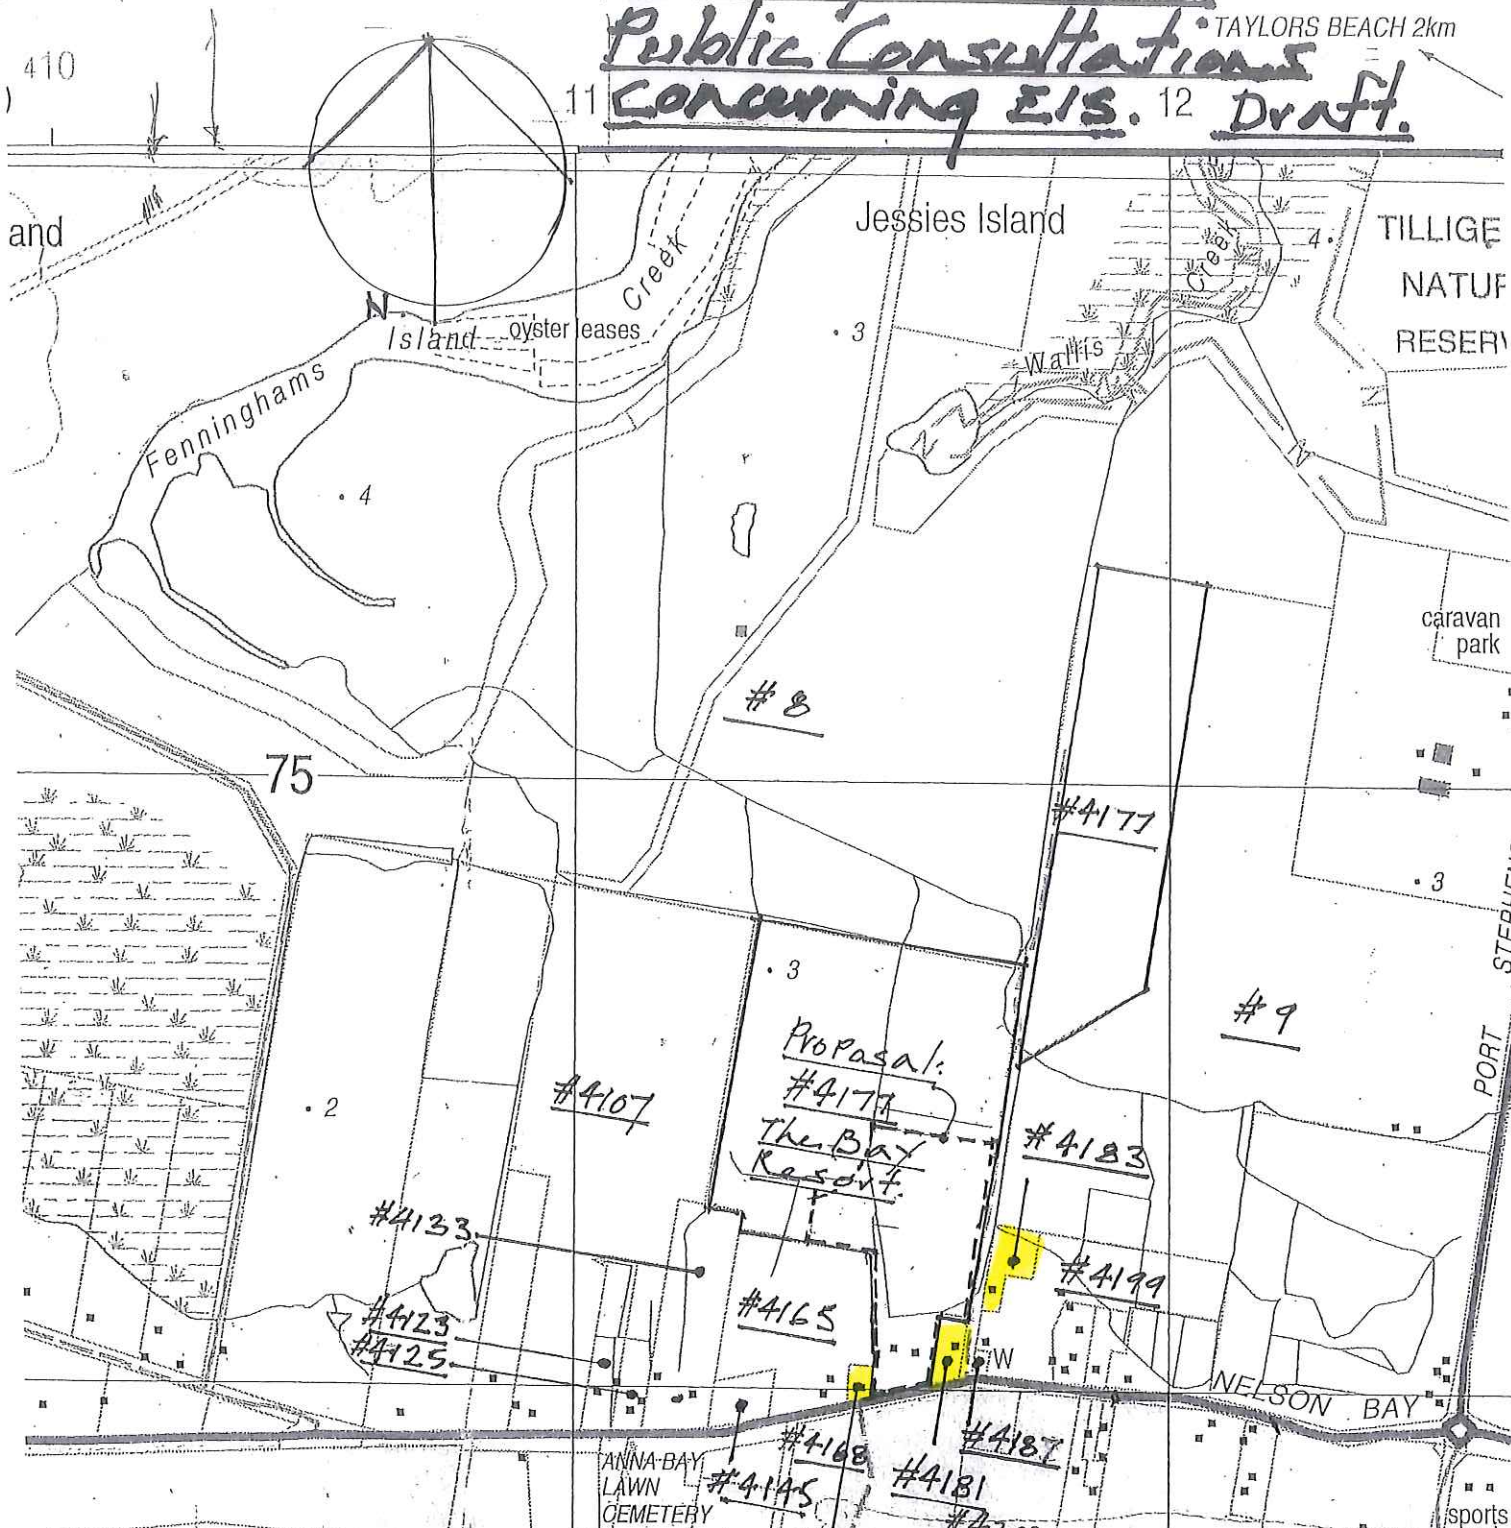 Public Consultations
TAYLORS BEACH 2km
410
11
Concerning EIS.
12
Draft.
and
Jessies Island
Creek
Creek
4
TILLIGE
NATUR
RESERV
N
Island
oyster leases
3
Wallis
Fenninghams
4
N
N
N
caravan
park
# 8
75
#4177
3
3
# 9
STEPHENS
PORT
Proposal:
#4177
The Bay
Resort.
#4107
2
#4183
#4133
#4199
#4165
#4123
#4125
W
NELSON BAY
ANNA BAY
LAWN
CEMETERY
#4145
#4168
#4181
#4187
sports